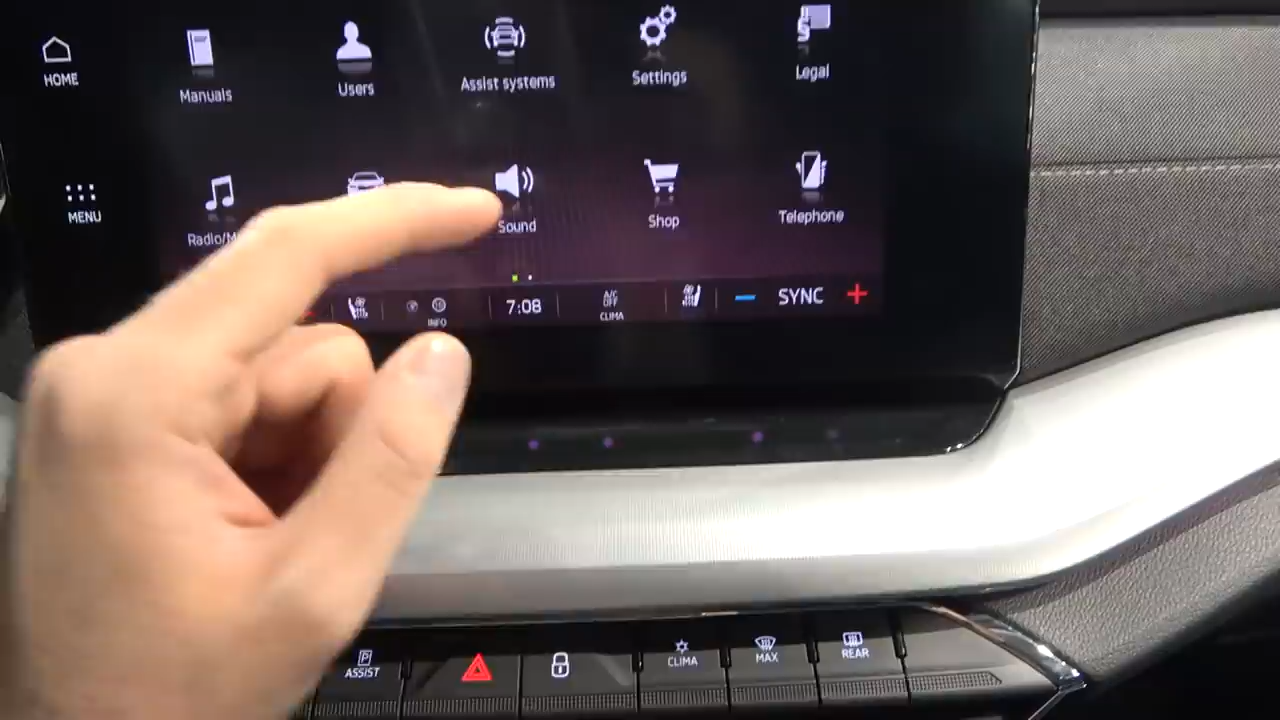 HOME
Manuals
Users
Assist systems
Settings
Legal
MENU
Sound
Shop
Telephone
INFO
7:08
A/C
OFF
CLIMA
SYNC
P
ASSIST
CLIMA
MAX
REAR